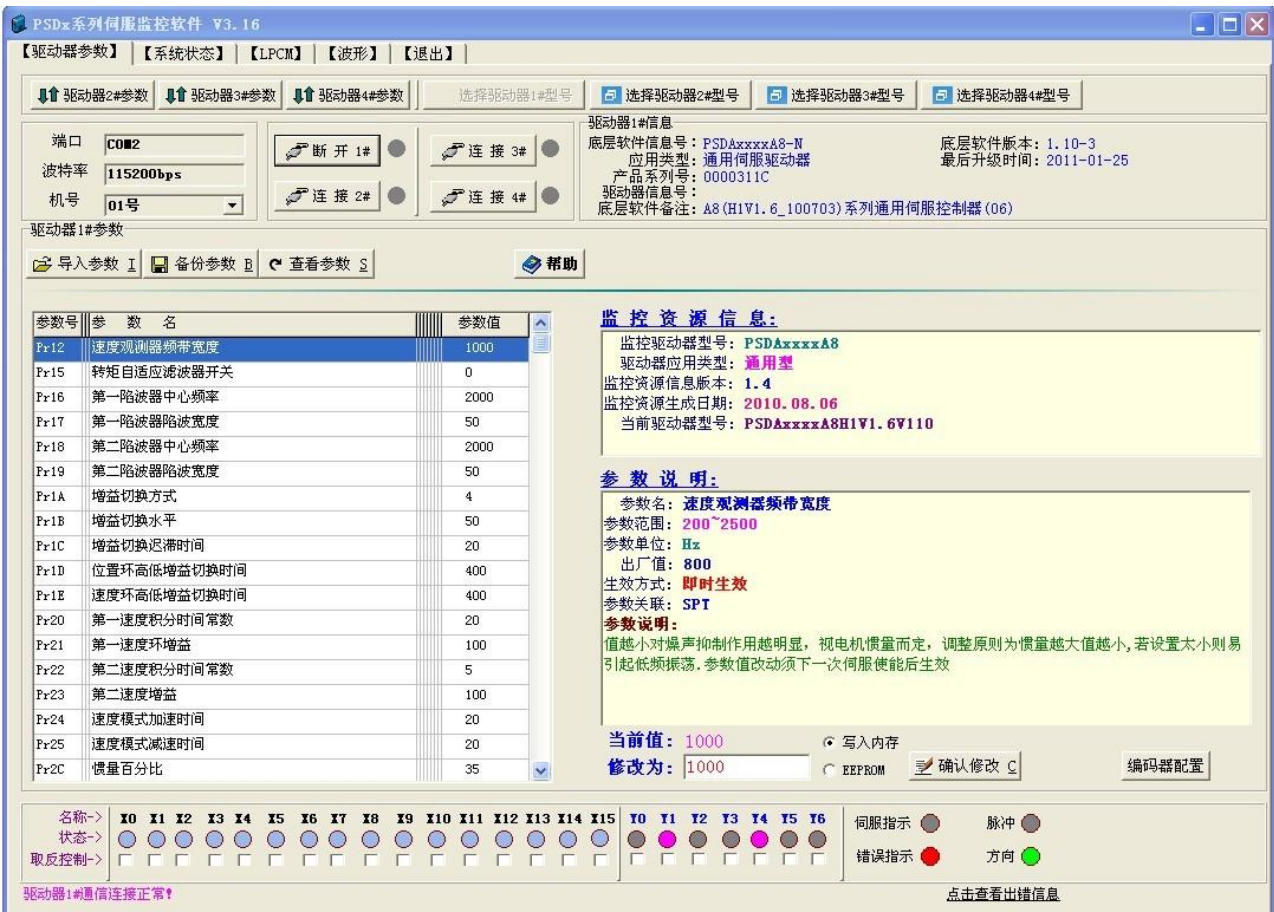 PSDx系列伺服监控软件 V3.16
【驱动器参数】 【系统状态】 【LPCM】 【波形】 【退出】
驱动器2#参数 驱动器3#参数 驱动器4#参数 选择驱动器1#型号 选择驱动器2#型号 选择驱动器3#型号 选择驱动器4#型号
端口 COM2
波特率 115200bps
机号 01号
断 开 1# 连 接 3#
连 接 2# 连 接 4#
驱动器1#信息
底层软件信息号：PSDAxxxxA8-N 底层软件版本：1.10-3
应用类型：通用伺服驱动器 最后升级时间：2011-01-25
产品系列号：0000311C
驱动器信息号：
底层软件备注：A8(H1V1.6_100703)系列通用伺服控制器(06)
驱动器1#参数
导入参数 I 备份参数 B 查看参数 S 帮助
参数号 参 数 名 参数值
Pr12 速度观测器频带宽度 1000
Pr15 转矩自适应滤波器开关 0
Pr16 第一陷波器中心频率 2000
Pr17 第一陷波器陷波宽度 50
Pr18 第二陷波器中心频率 2000
Pr19 第二陷波器陷波宽度 50
Pr1A 增益切换方式 4
Pr1B 增益切换水平 50
Pr1C 增益切换迟滞时间 20
Pr1D 位置环高低增益切换时间 400
Pr1E 速度环高低增益切换时间 400
Pr20 第一速度积分时间常数 20
Pr21 第一速度环增益 100
Pr22 第二速度积分时间常数 5
Pr23 第二速度增益 100
Pr24 速度模式加速时间 20
Pr25 速度模式减速时间 20
Pr2C 惯量百分比 35
监 控 资 源 信 息：
监控驱动器型号：PSDAxxxxA8
驱动器应用类型：通用型
监控资源信息版本：1.4
监控资源生成日期：2010.08.06
当前驱动器型号：PSDAxxxxA8H1V1.6V110
参 数 说 明：
参数名：速度观测器频带宽度
参数范围：200~2500
参数单位：Hz
出厂值：800
生效方式：即时生效
参数关联：SPT
参数说明：
值越小对噪声抑制作用越明显，视电机惯量而定，调整原则为惯量越大值越小,若设置太小则易
引起低频振荡.参数值改动须下一次伺服使能后生效
当前值：1000 写入内存
修改为：1000 EEPROM 确认修改 C 编码器配置
名称-> X0 X1 X2 X3 X4 X5 X6 X7 X8 X9 X10 X11 X12 X13 X14 X15 Y0 Y1 Y2 Y3 Y4 Y5 Y6
状态->
取反控制->
伺服指示 脉冲
错误指示 方向
驱动器1#通信连接正常！ 点击查看出错信息